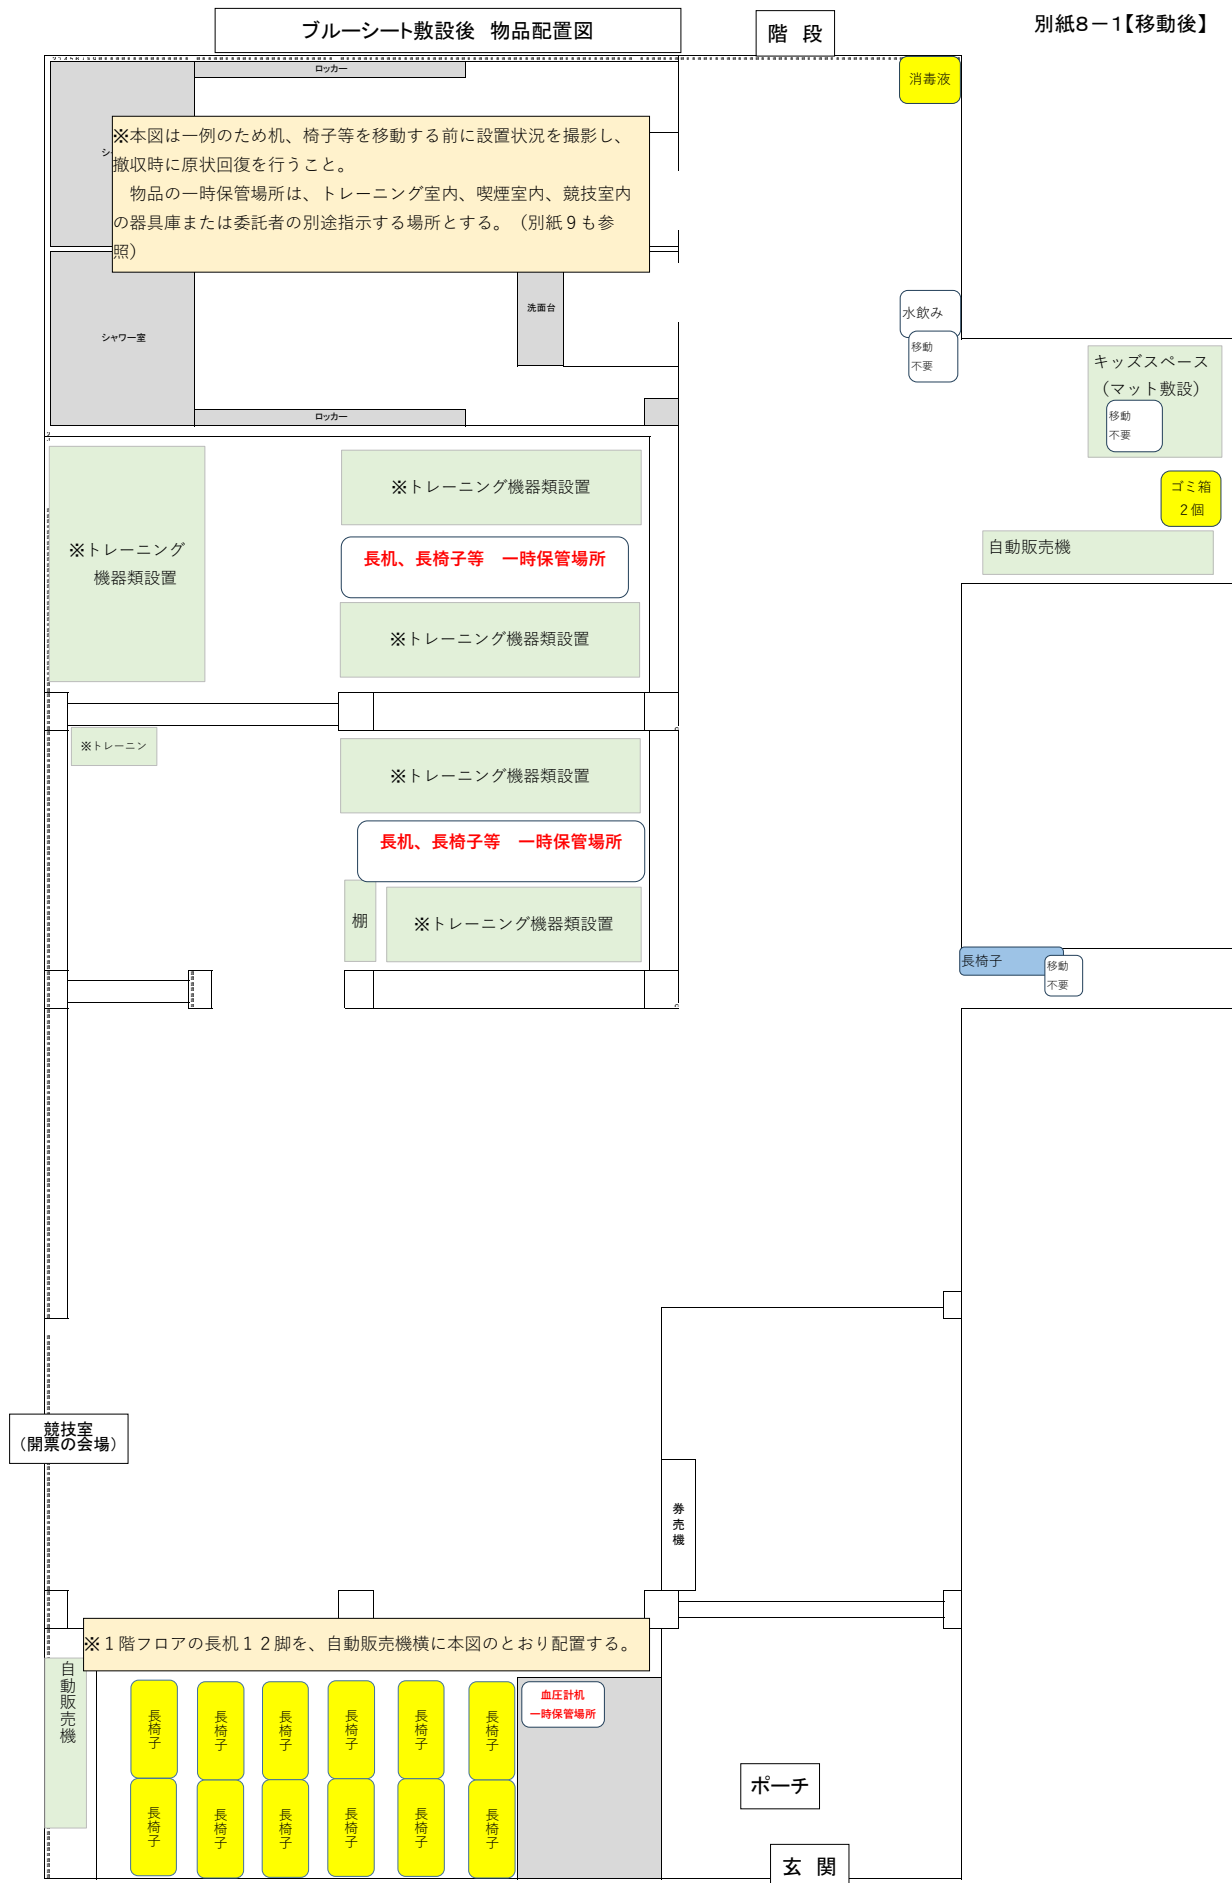 ブルーシート敷設後 物品配置図
階 段
別紙8－1【移動後】
消毒液
ロッカー
※本図は一例のため机、椅子等を移動する前に設置状況を撮影し、
撤収時に原状回復を行うこと。
物品の一時保管場所は、トレーニング室内、喫煙室内、競技室内
の器具庫または委託者の別途指示する場所とする。（別紙９も参
照）
シ
シャワー室
洗面台
ロッカー
水飲み
移動
不要
キッズスペース
（マット敷設）
移動
不要
ゴミ箱
２個
自動販売機
※トレーニング
機器類設置
※トレーニング機器類設置
長机、長椅子等　一時保管場所
※トレーニング機器類設置
※トレーニン
※トレーニング機器類設置
長机、長椅子等　一時保管場所
棚
※トレーニング機器類設置
長椅子
移動
不要
競技室
（開票の会場）
券売機
※１階フロアの長机１２脚を、自動販売機横に本図のとおり配置する。
自動販売機
長椅子
長椅子
長椅子
長椅子
長椅子
長椅子
血圧計机
一時保管場所
長椅子
長椅子
長椅子
長椅子
長椅子
長椅子
ポーチ
玄 関